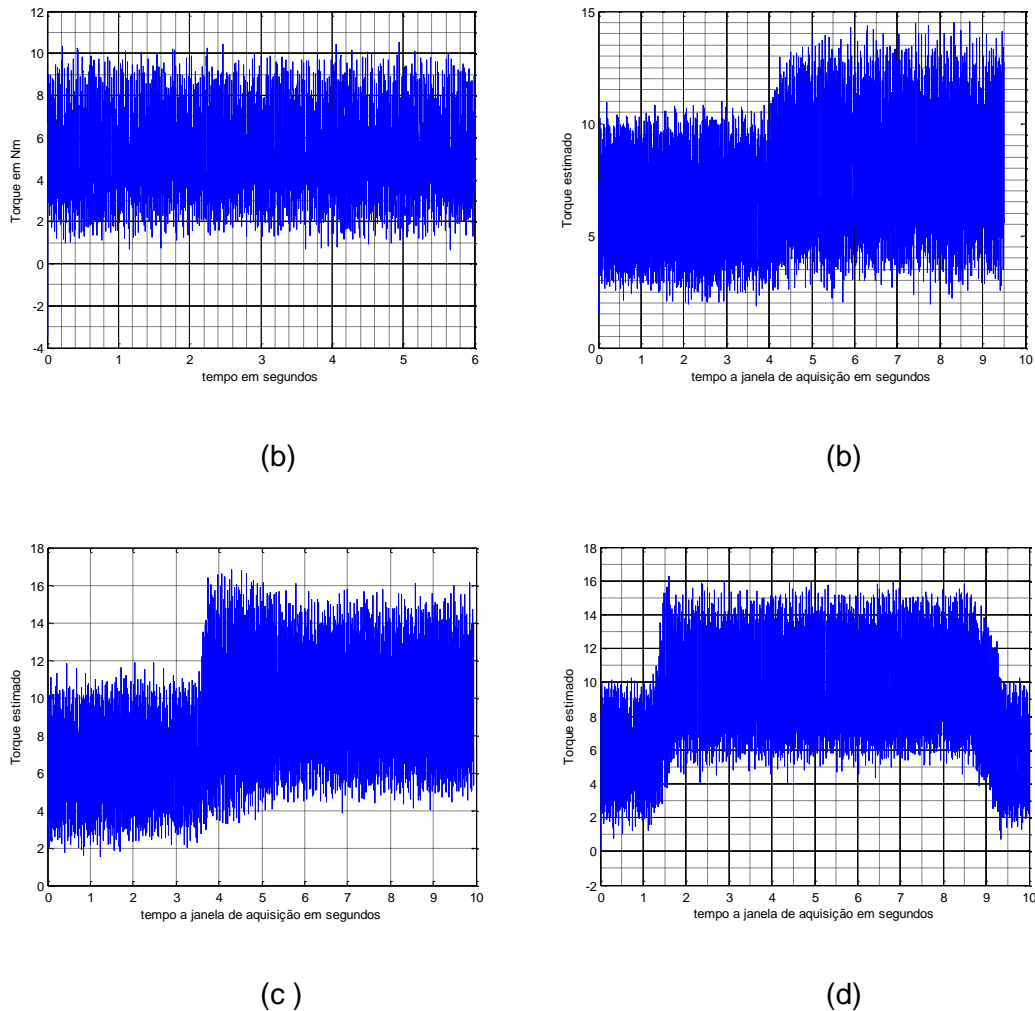 12
10
8
6
4
2
0
-2
-4
Torque em Nm
0 1 2 3 4 5 6
tempo em segundos
(b)
15
10
5
0
Torque estimado
0 1 2 3 4 5 6 7 8 9 10
tempo a janela de aquisição em segundos
(b)
18
16
14
12
10
8
6
4
2
0
Torque estimado
0 1 2 3 4 5 6 7 8 9 10
tempo a janela de aquisição em segundos
(c )
18
16
14
12
10
8
6
4
2
0
-2
Torque estimado
0 1 2 3 4 5 6 7 8 9 10
tempo a janela de aquisição em segundos
(d)